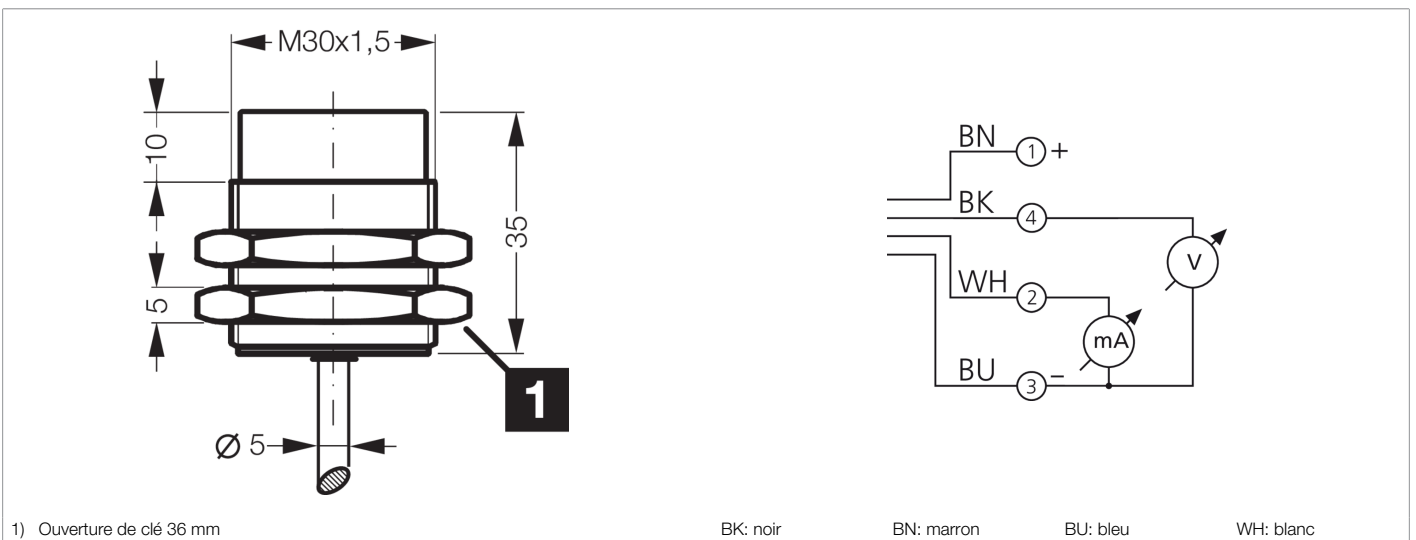 M30x1,5
10
35
5
1
Ø 5
BN 1 +
BK 4
V
WH 2
mA
BU 3 –
1) Ouverture de clé 36 mm
BK: noir BN: marron BU: bleu WH: blanc